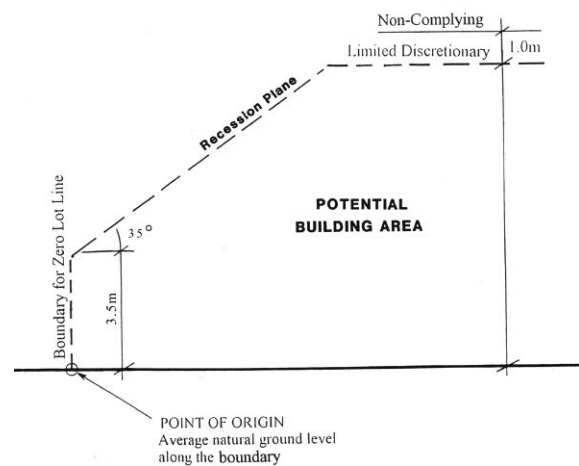 Non-Complying
Limited Discretionary
1.0m
Recession Plane
35°
Boundary for Zero Lot Line
3.5m
POTENTIAL
BUILDING AREA
POINT OF ORIGIN
Average natural ground level
along the boundary